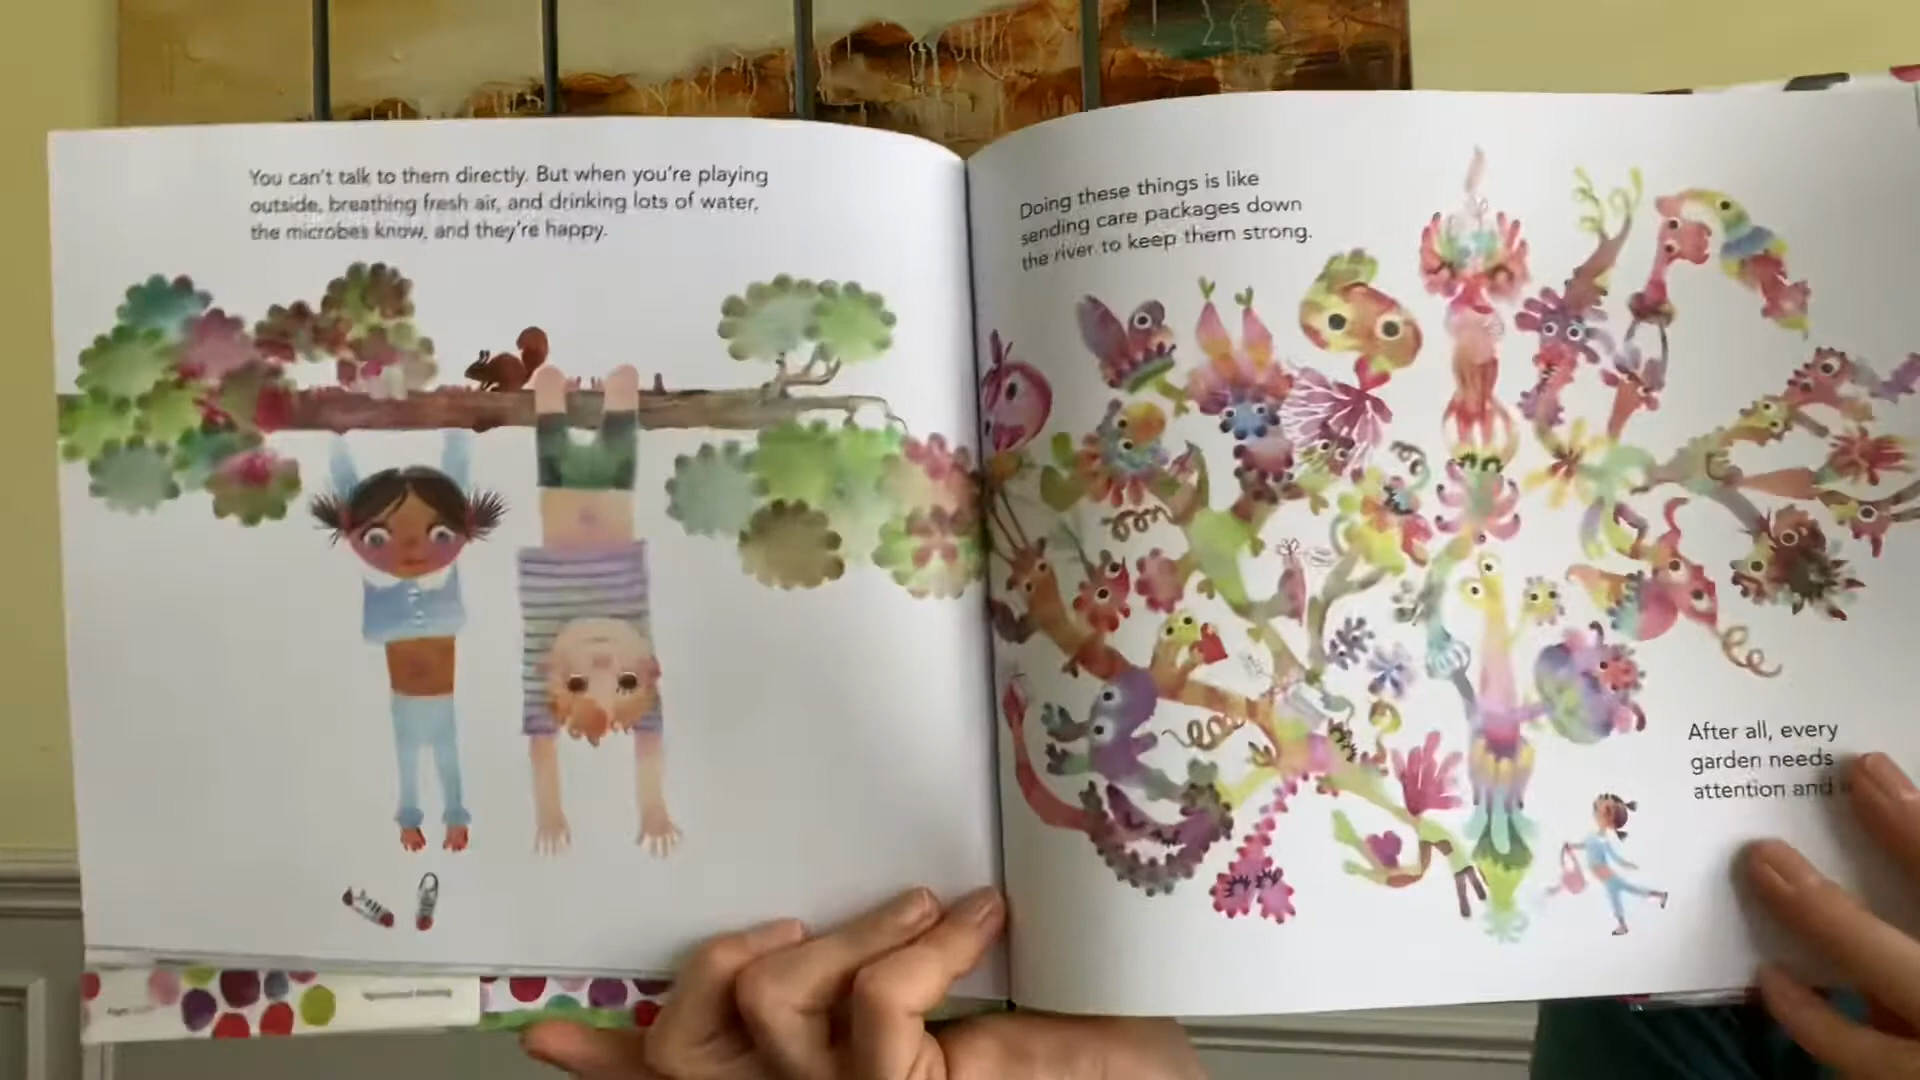 You can't talk to them directly. But when you're playing
outside, breathing fresh air, and drinking lots of water,
the microbes know, and they're happy.
Doing these things is like
sending care packages down
the river to keep them strong.
After all, every
garden needs
attention and